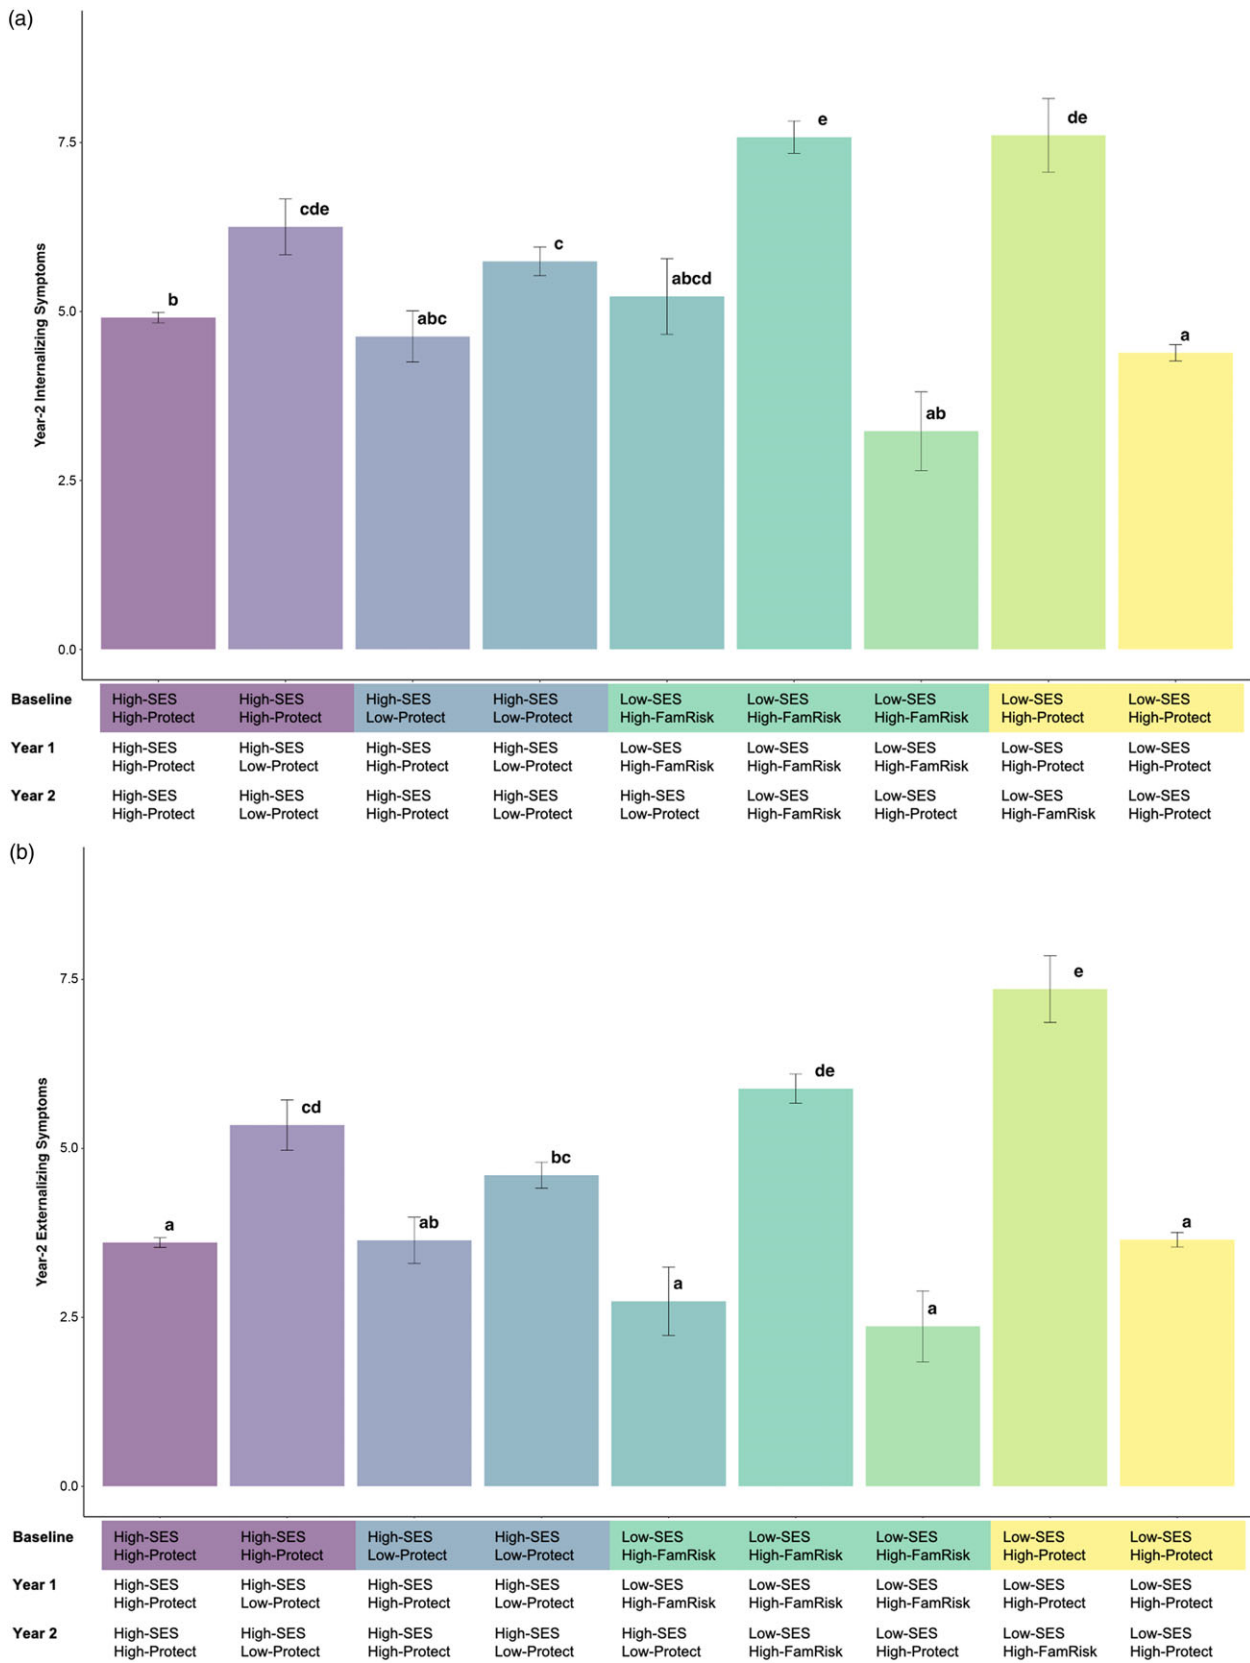 (a)
Year-2 Internalizing Symptoms
7.5
5.0
2.5
0.0
b
cde
abc
c
abcd
e
ab
de
a
Baseline
High-SES High-SES High-SES High-SES Low-SES Low-SES Low-SES Low-SES Low-SES
High-Protect High-Protect Low-Protect Low-Protect High-FamRisk High-FamRisk High-FamRisk High-Protect High-Protect
Year 1
High-SES High-SES High-SES High-SES Low-SES Low-SES Low-SES Low-SES Low-SES
High-Protect Low-Protect High-Protect Low-Protect High-FamRisk High-FamRisk High-FamRisk High-Protect High-Protect
Year 2
High-SES High-SES High-SES High-SES High-SES Low-SES Low-SES Low-SES Low-SES
High-Protect Low-Protect High-Protect Low-Protect Low-Protect High-FamRisk High-Protect High-FamRisk High-Protect
(b)
Year-2 Externalizing Symptoms
7.5
5.0
2.5
0.0
a
cd
ab
bc
a
de
a
e
a
Baseline
High-SES High-SES High-SES High-SES Low-SES Low-SES Low-SES Low-SES Low-SES
High-Protect High-Protect Low-Protect Low-Protect High-FamRisk High-FamRisk High-FamRisk High-Protect High-Protect
Year 1
High-SES High-SES High-SES High-SES Low-SES Low-SES Low-SES Low-SES Low-SES
High-Protect Low-Protect High-Protect Low-Protect High-FamRisk High-FamRisk High-FamRisk High-Protect High-Protect
Year 2
High-SES High-SES High-SES High-SES High-SES Low-SES Low-SES Low-SES Low-SES
High-Protect Low-Protect High-Protect Low-Protect Low-Protect High-FamRisk High-Protect High-FamRisk High-Protect